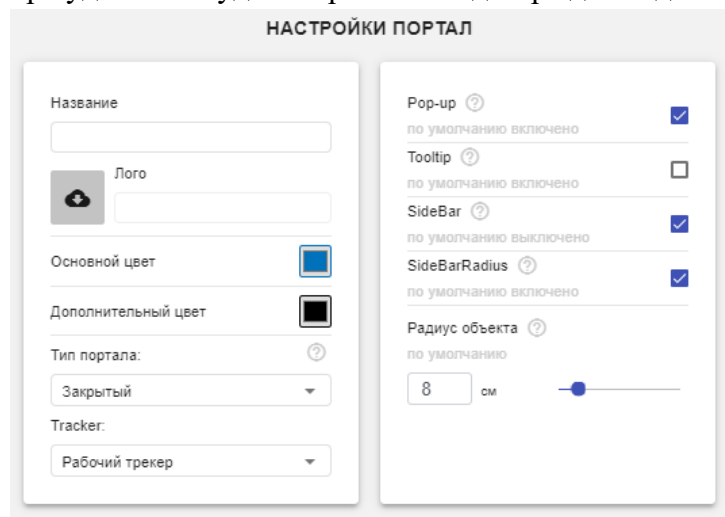 НАСТРОЙКИ ПОРТАЛ
Название
Лого
Основной цвет
Дополнительный цвет
Тип портала:
Закрытый
Tracker:
Рабочий трекер
Pop-up
по умолчанию включено
Tooltip
по умолчанию включено
SideBar
по умолчанию выключено
SideBarRadius
по умолчанию включено
Радиус объекта
по умолчанию
8 см